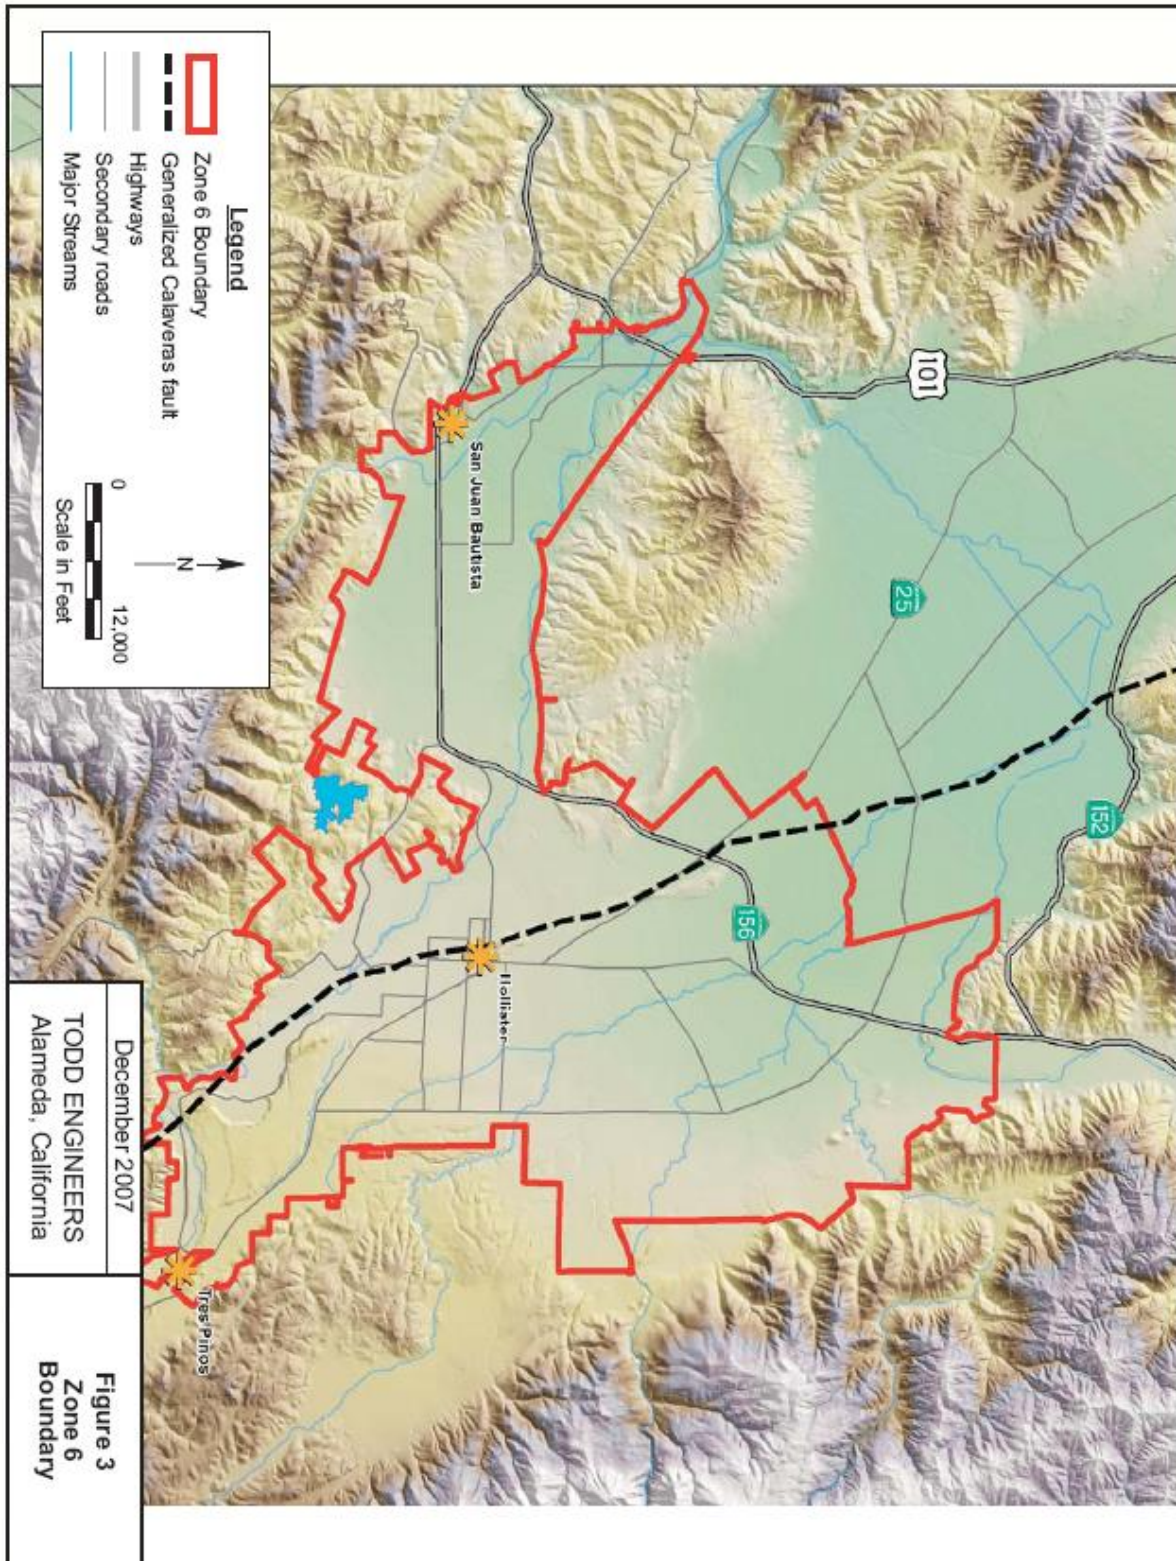 101
25
152
156
San Juan Bautista
Hollister
Tres Pinos
Legend
Zone 6 Boundary
Generalized Calaveras fault
Highways
Secondary roads
Major Streams
N
0
12,000
Scale in Feet
December 2007
TODD ENGINEERS
Alameda, California
Figure 3
Zone 6
Boundary